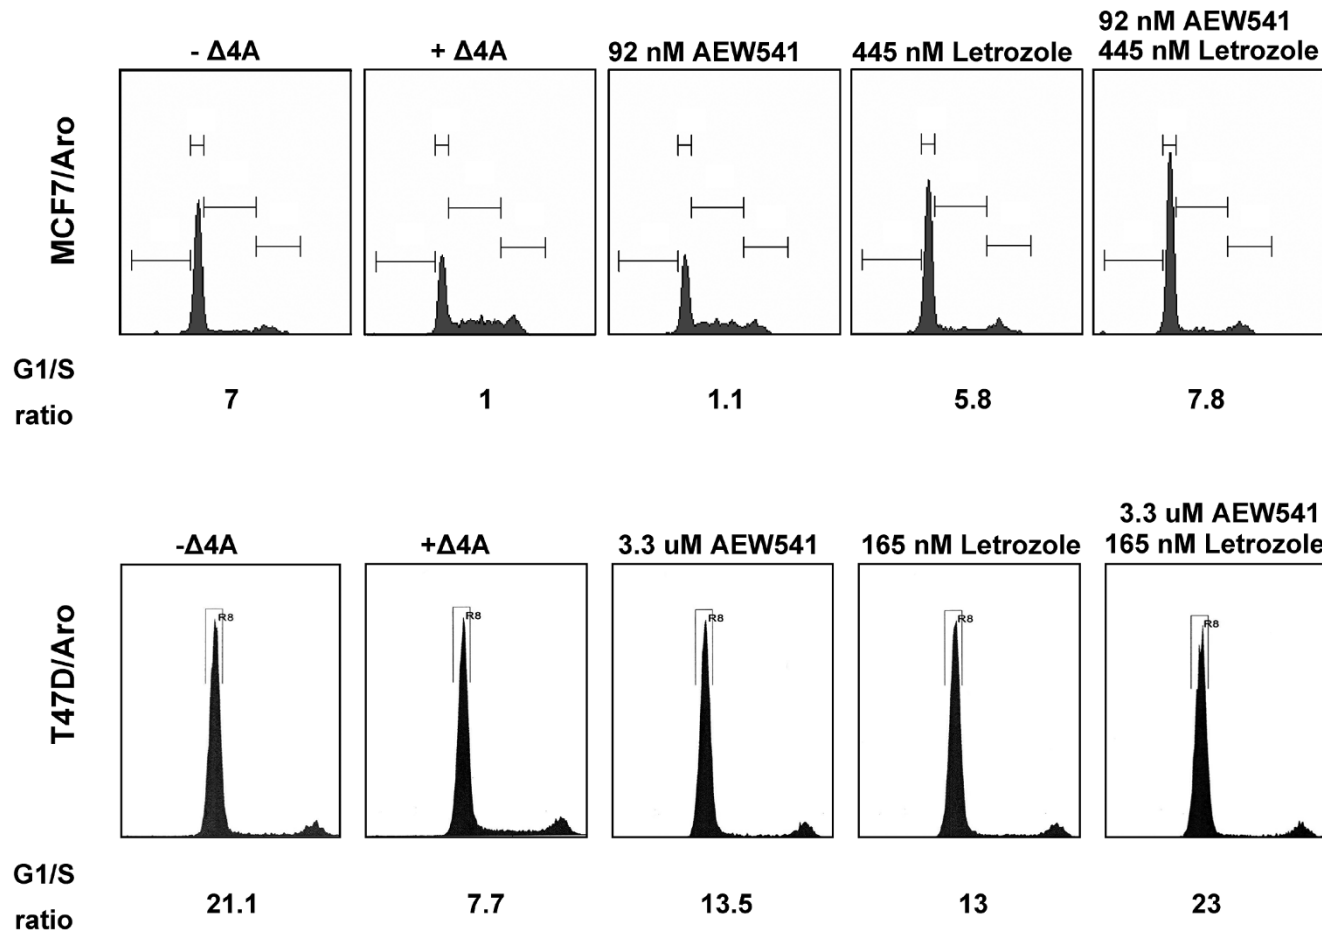 - Δ4A
+ Δ4A
92 nM AEW541
445 nM Letrozole
92 nM AEW541
445 nM Letrozole
MCF7/Aro
G1/S
ratio
7
1
1.1
5.8
7.8
-Δ4A
+Δ4A
3.3 uM AEW541
165 nM Letrozole
3.3 uM AEW541
165 nM Letrozole
T47D/Aro
R8
R8
R8
R8
R8
G1/S
ratio
21.1
7.7
13.5
13
23